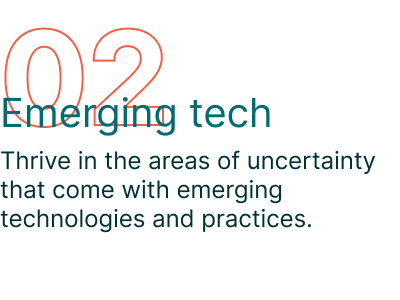 02
Emerging tech
Thrive in the areas of uncertainty
that come with emerging
technologies and practices.